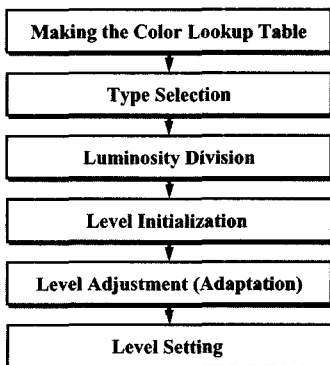 Making the Color Lookup Table
Type Selection
Luminosity Division
Level Initialization
Level Adjustment (Adaptation)
Level Setting